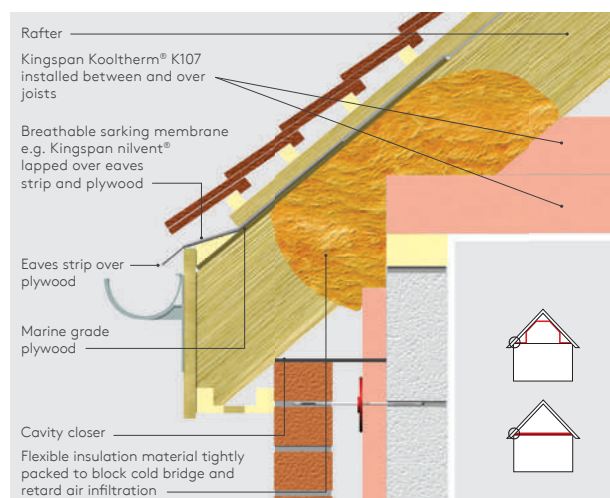 Rafter
Kingspan Kooltherm® K107
installed between and over
joists
Breathable sarking membrane
e.g. Kingspan nilvent®
lapped over eaves
strip and plywood
Eaves strip over
plywood
Marine grade
plywood
Cavity closer
Flexible insulation material tightly
packed to block cold bridge and
retard air infiltration